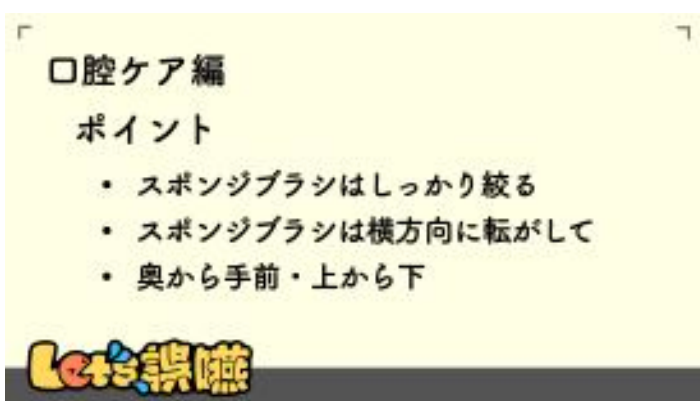 口腔ケア編
ポイント
・ スポンジブラシはしっかり絞る
・ スポンジブラシは横方向に転がして
・ 奥から手前・上から下
Let's誤嚥